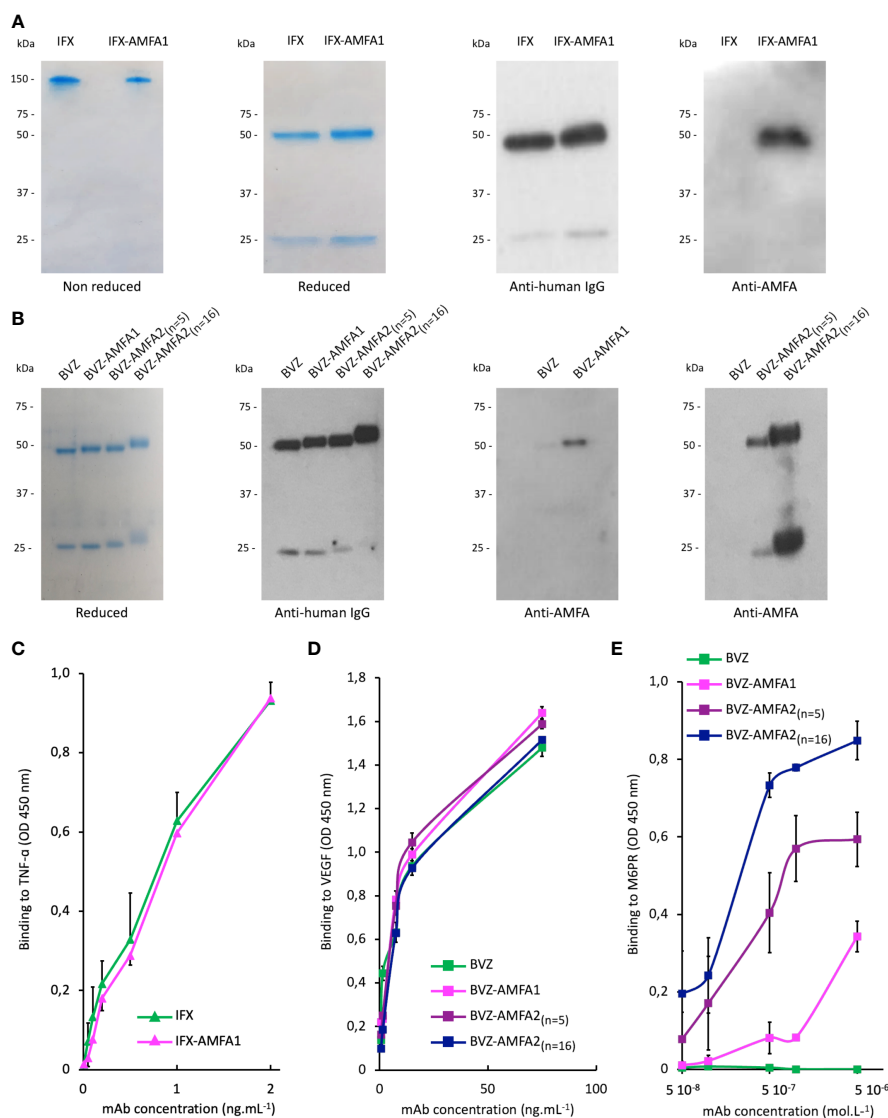 A
kDa
IFX
IFX-AMFA1
150 -
75 -
50 -
37 -
25 -
Non reduced
kDa
IFX
IFX-AMFA1
75 -
50 -
37 -
25 -
Reduced
kDa
IFX
IFX-AMFA1
75 -
50 -
37 -
25 -
Anti-human IgG
kDa
IFX
IFX-AMFA1
75 -
50 -
37 -
25 -
Anti-AMFA
B
kDa
BVZ
BVZ-AMFA1
BVZ-AMFA2(n=5)
BVZ-AMFA2(n=16)
75 -
50 -
37 -
25 -
Reduced
kDa
BVZ
BVZ-AMFA1
BVZ-AMFA2(n=5)
BVZ-AMFA2(n=16)
75 -
50 -
37 -
25 -
Anti-human IgG
kDa
BVZ
BVZ-AMFA1
75 -
50 -
37 -
25 -
Anti-AMFA
kDa
BVZ
BVZ-AMFA2(n=5)
BVZ-AMFA2(n=16)
75 -
50 -
37 -
25 -
Anti-AMFA
C
Binding to TNF-α (OD 450 nm)
1,0
0,8
0,6
0,4
0,2
0
0
1
2
IFX
IFX-AMFA1
mAb concentration (ng.mL-1)
D
Binding to VEGF (OD 450 nm)
1,8
1,6
1,4
1,2
1,0
0,8
0,6
0,4
0,2
0
0
50
100
BVZ
BVZ-AMFA1
BVZ-AMFA2(n=5)
BVZ-AMFA2(n=16)
mAb concentration (ng.mL-1)
E
BVZ
BVZ-AMFA1
BVZ-AMFA2(n=5)
BVZ-AMFA2(n=16)
Binding to M6PR (OD 450 nm)
1,0
0,8
0,6
0,4
0,2
0
5 10-8
5 10-7
5 10-6
mAb concentration (mol.L-1)